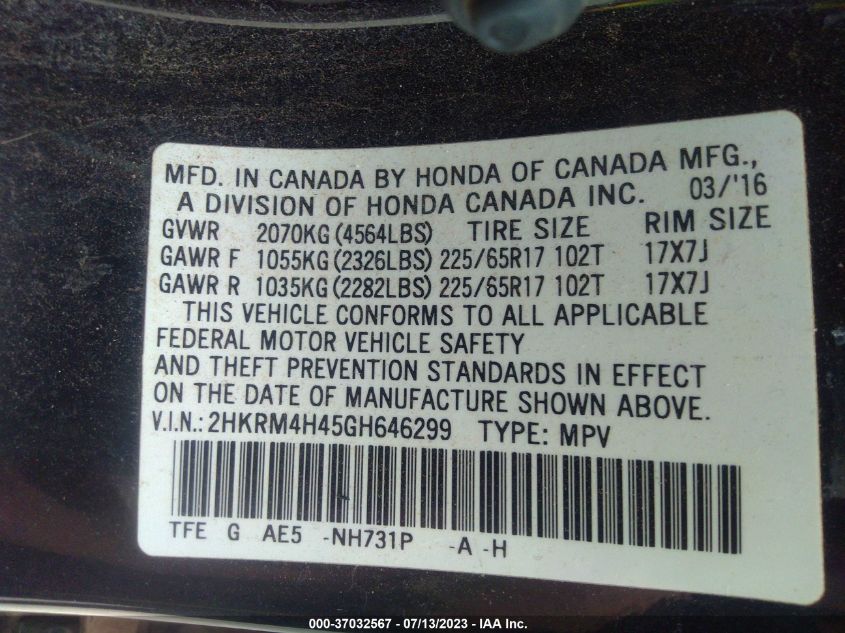 MFD. IN CANADA BY HONDA OF CANADA MFG.,
A DIVISION OF HONDA CANADA INC. 03/'16
GVWR 2070KG (4564LBS) TIRE SIZE RIM SIZE
GAWR F 1055KG (2326LBS) 225/65R17 102T 17X7J
GAWR R 1035KG (2282LBS) 225/65R17 102T 17X7J
THIS VEHICLE CONFORMS TO ALL APPLICABLE
FEDERAL MOTOR VEHICLE SAFETY
AND THEFT PREVENTION STANDARDS IN EFFECT
ON THE DATE OF MANUFACTURE SHOWN ABOVE.
V.I.N.: 2HKRM4H45GH646299 TYPE: MPV
TFE G AE5 -NH731P -A -H
000-37032567 - 07/13/2023 - IAA Inc.